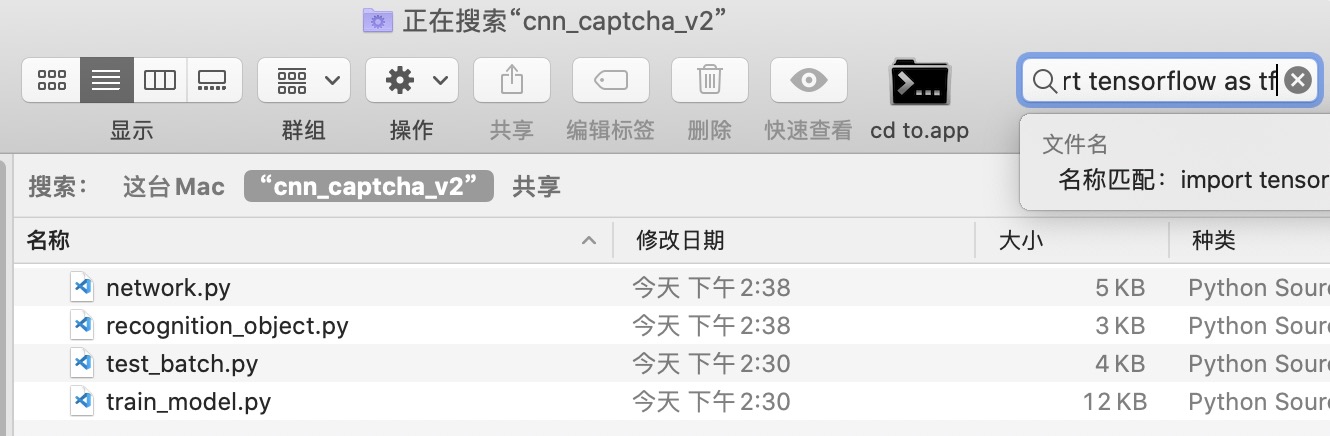 正在搜索“cnn_captcha_v2”
rt tensorflow as tf
显示 群组 操作 共享 编辑标签 删除 快速查看 cd to.app
文件名
名称匹配：import tensor
搜索： 这台 Mac “cnn_captcha_v2” 共享
名称 修改日期 大小 种类
network.py 今天 下午 2:38 5 KB Python Sour
recognition_object.py 今天 下午 2:38 3 KB Python Sour
test_batch.py 今天 下午 2:30 4 KB Python Sour
train_model.py 今天 下午 2:30 12 KB Python Sour